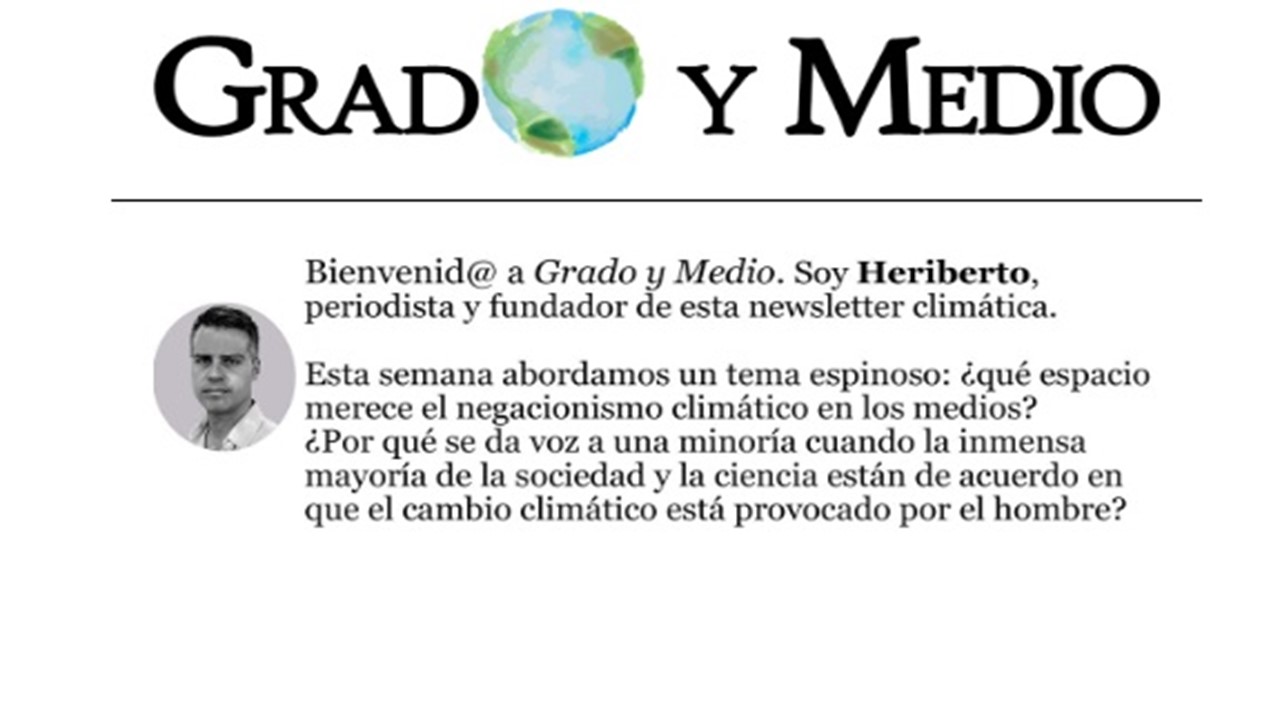 GRADO Y MEDIO
Bienvenid@ a Grado y Medio. Soy Heriberto,
periodista y fundador de esta newsletter climática.
Esta semana abordamos un tema espinoso: ¿qué espacio
merece el negacionismo climático en los medios?
¿Por qué se da voz a una minoría cuando la inmensa
mayoría de la sociedad y la ciencia están de acuerdo en
que el cambio climático está provocado por el hombre?